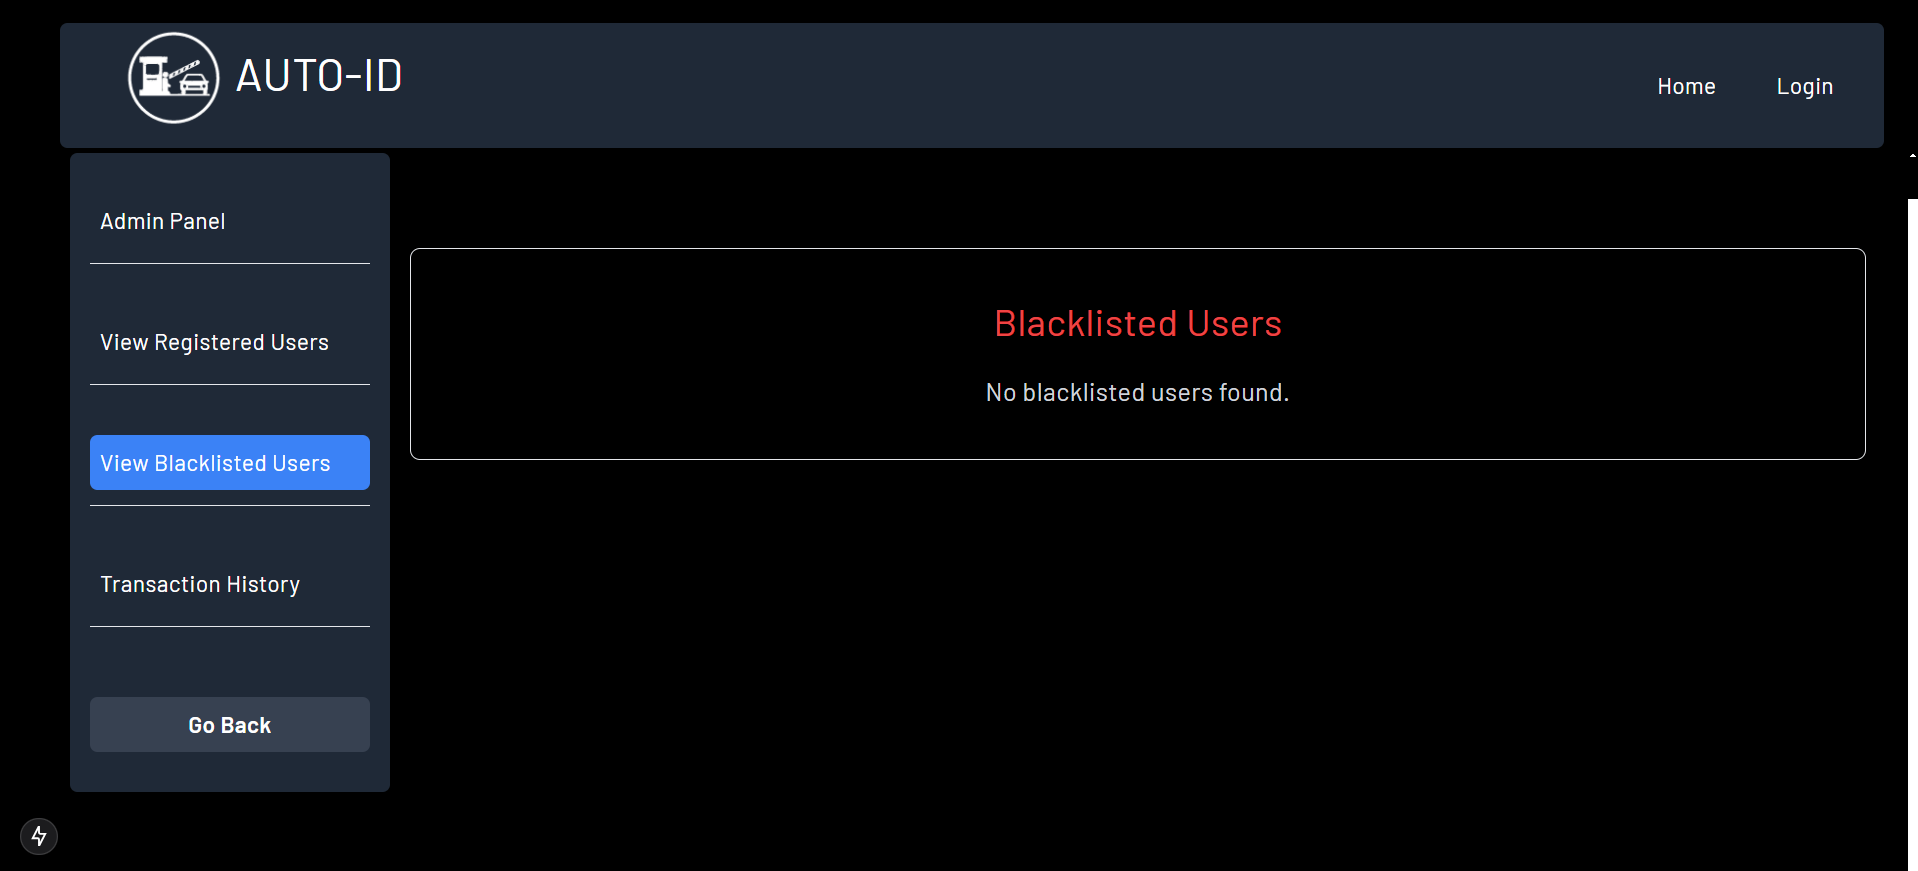 AUTO-ID
Home
Login
Admin Panel
View Registered Users
View Blacklisted Users
Transaction History
Go Back
Blacklisted Users
No blacklisted users found.